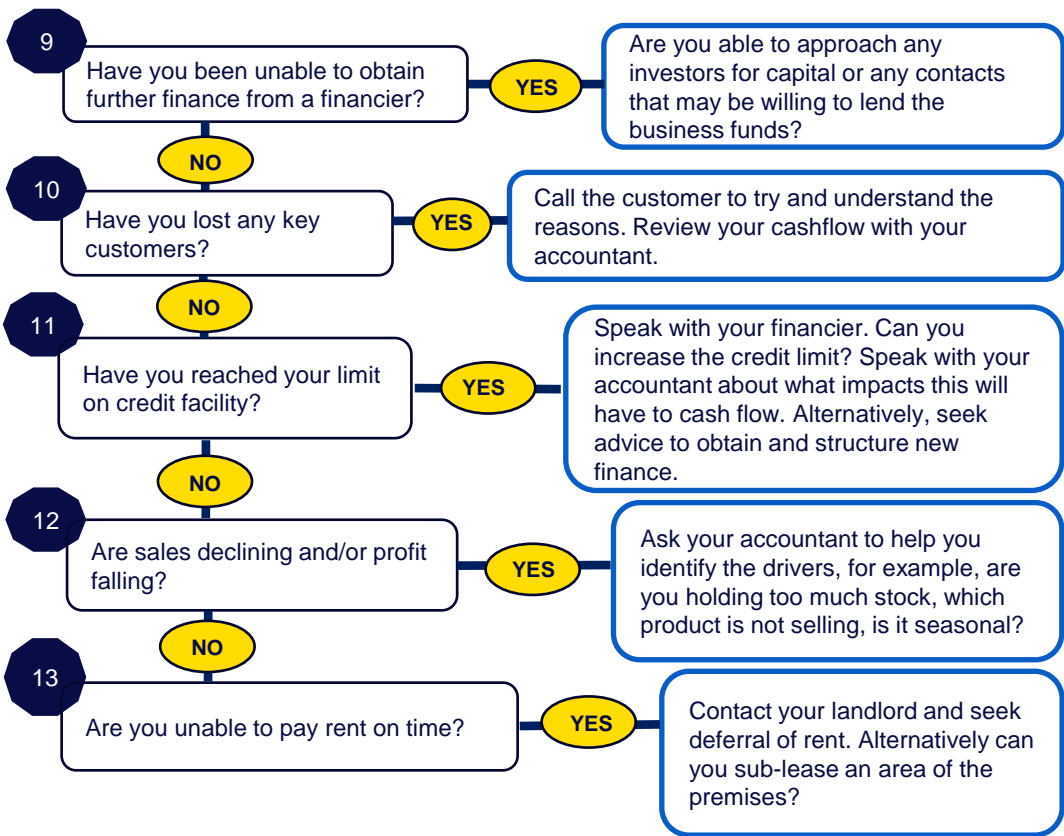 9
Have you been unable to obtain
further finance from a financier?
YES
Are you able to approach any
investors for capital or any contacts
that may be willing to lend the
business funds?
NO
10
Have you lost any key
customers?
YES
Call the customer to try and understand the
reasons. Review your cashflow with your
accountant.
NO
11
Have you reached your limit
on credit facility?
YES
Speak with your financier. Can you
increase the credit limit? Speak with your
accountant about what impacts this will
have to cash flow. Alternatively, seek
advice to obtain and structure new
finance.
NO
12
Are sales declining and/or profit
falling?
YES
Ask your accountant to help you
identify the drivers, for example, are
you holding too much stock, which
product is not selling, is it seasonal?
NO
13
Are you unable to pay rent on time?
YES
Contact your landlord and seek
deferral of rent. Alternatively can
you sub-lease an area of the
premises?